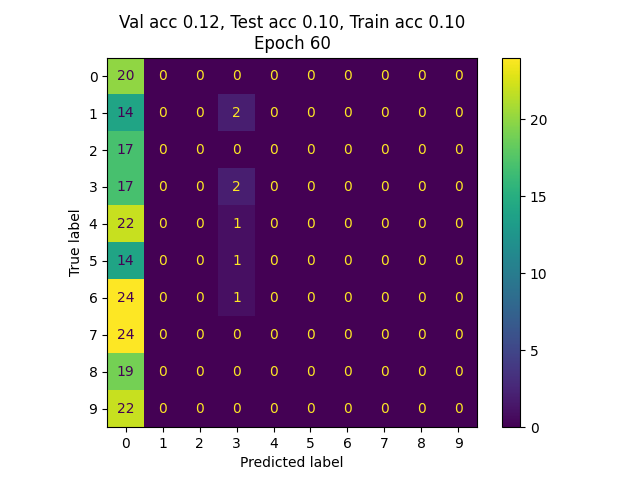 Val acc 0.12, Test acc 0.10, Train acc 0.10
Epoch 60
0 20 0 0 0 0 0 0 0 0 0
1 14 0 0 2 0 0 0 0 0 0
2 17 0 0 0 0 0 0 0 0 0
3 17 0 0 2 0 0 0 0 0 0
4 22 0 0 1 0 0 0 0 0 0
5 14 0 0 1 0 0 0 0 0 0
6 24 0 0 1 0 0 0 0 0 0
7 24 0 0 0 0 0 0 0 0 0
8 19 0 0 0 0 0 0 0 0 0
9 22 0 0 0 0 0 0 0 0 0
0 1 2 3 4 5 6 7 8 9
True label
Predicted label
20
15
10
5
0